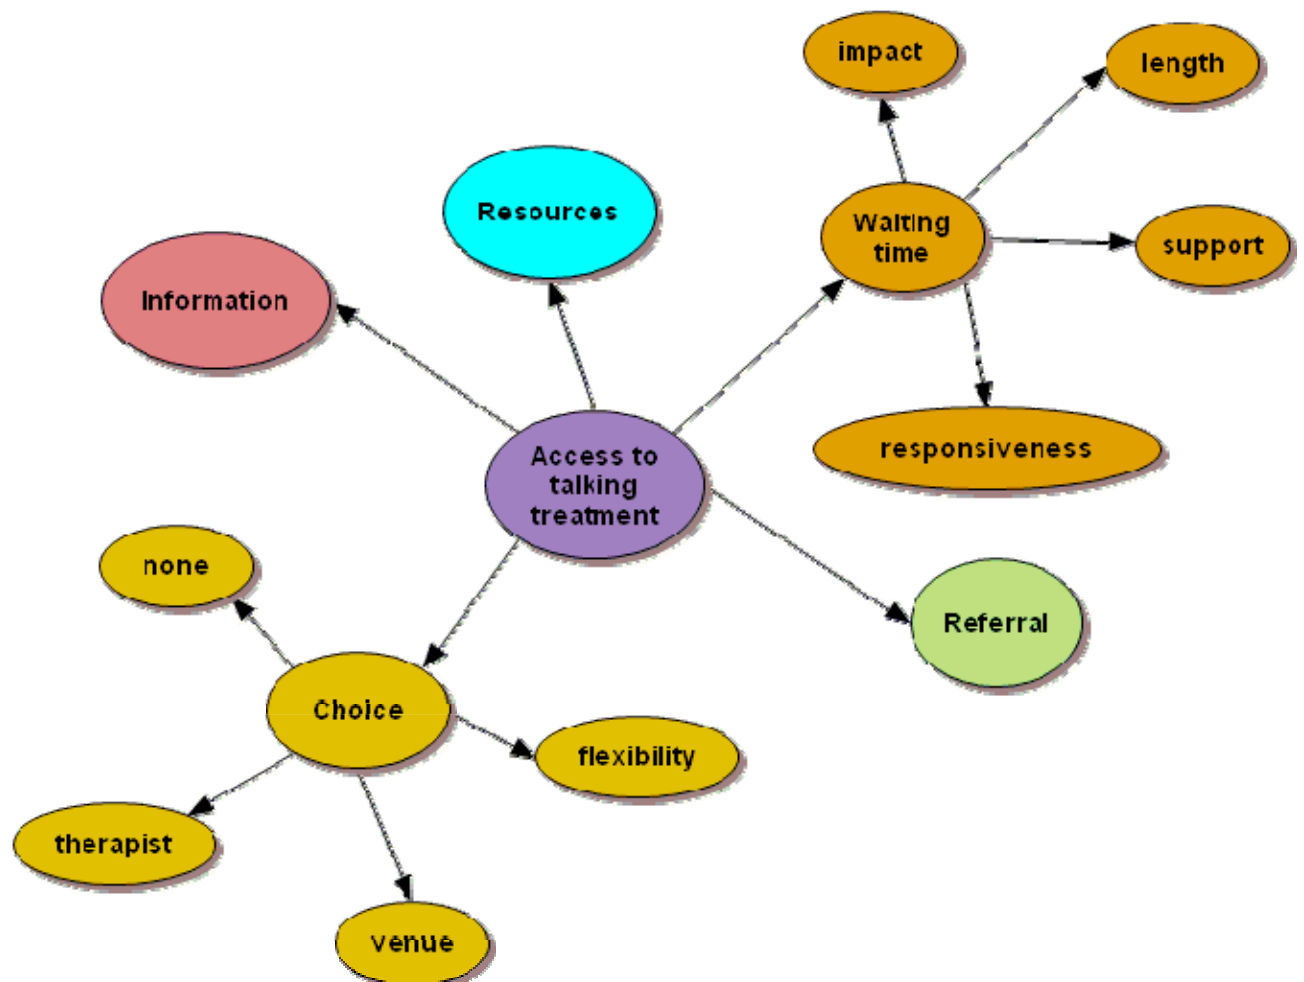 impact
length
Resources
Waiting
time
support
Information
responsiveness
Access to
talking
treatment
none
Referral
Choice
flexibility
therapist
venue